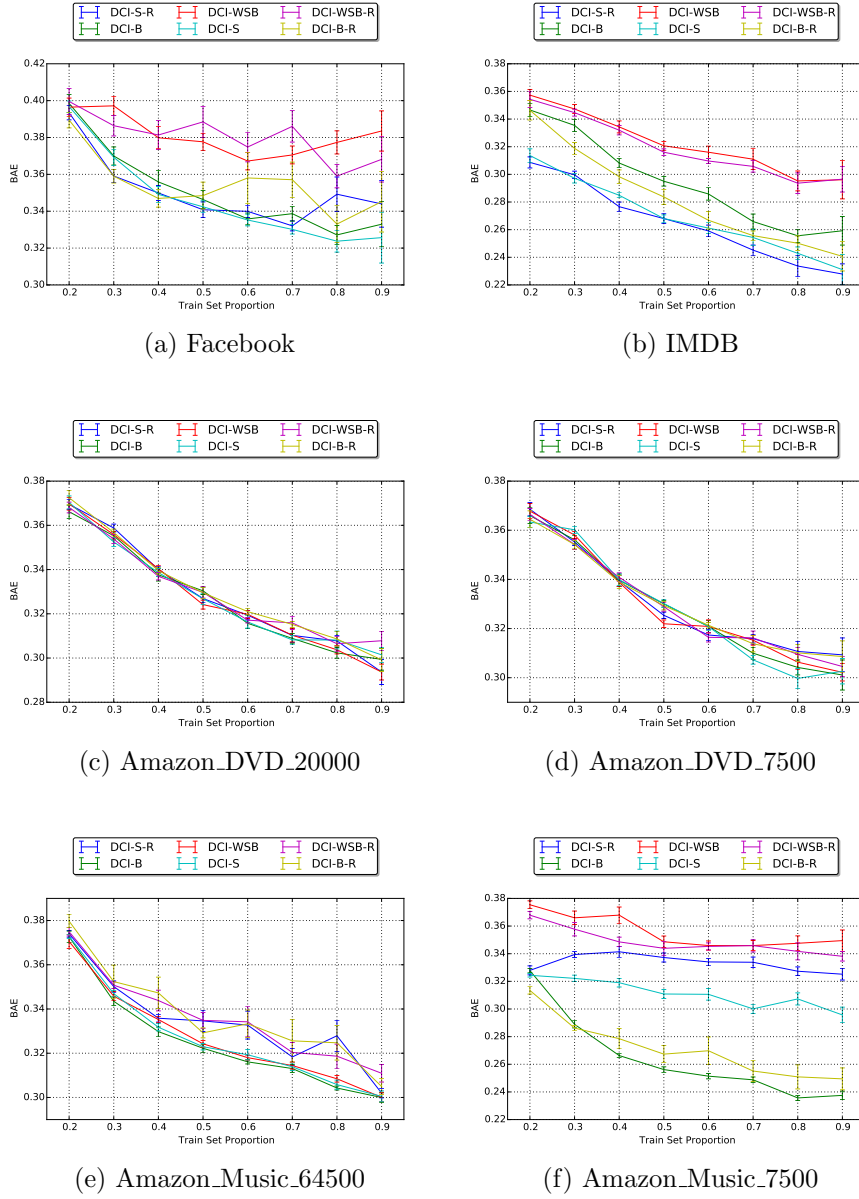 DCI-S-R DCI-WSB DCI-WSB-R
DCI-B DCI-S DCI-B-R
0.42
0.40
0.38
0.36
0.34
0.32
0.30
BAE
0.2 0.3 0.4 0.5 0.6 0.7 0.8 0.9
Train Set Proportion
(a) Facebook
DCI-S-R DCI-WSB DCI-WSB-R
DCI-B DCI-S DCI-B-R
0.38
0.36
0.34
0.32
0.30
0.28
0.26
0.24
0.22
BAE
0.2 0.3 0.4 0.5 0.6 0.7 0.8 0.9
Train Set Proportion
(b) IMDB
DCI-S-R DCI-WSB DCI-WSB-R
DCI-B DCI-S DCI-B-R
0.38
0.36
0.34
0.32
0.30
0.28
BAE
0.2 0.3 0.4 0.5 0.6 0.7 0.8 0.9
Train Set Proportion
(c) Amazon_DVD_20000
DCI-S-R DCI-WSB DCI-WSB-R
DCI-B DCI-S DCI-B-R
0.38
0.36
0.34
0.32
0.30
BAE
0.2 0.3 0.4 0.5 0.6 0.7 0.8 0.9
Train Set Proportion
(d) Amazon_DVD_7500
DCI-S-R DCI-WSB DCI-WSB-R
DCI-B DCI-S DCI-B-R
0.38
0.36
0.34
0.32
0.30
BAE
0.2 0.3 0.4 0.5 0.6 0.7 0.8 0.9
Train Set Proportion
(e) Amazon_Music_64500
DCI-S-R DCI-WSB DCI-WSB-R
DCI-B DCI-S DCI-B-R
0.38
0.36
0.34
0.32
0.30
0.28
0.26
0.24
0.22
BAE
0.2 0.3 0.4 0.5 0.6 0.7 0.8 0.9
Train Set Proportion
(f) Amazon_Music_7500